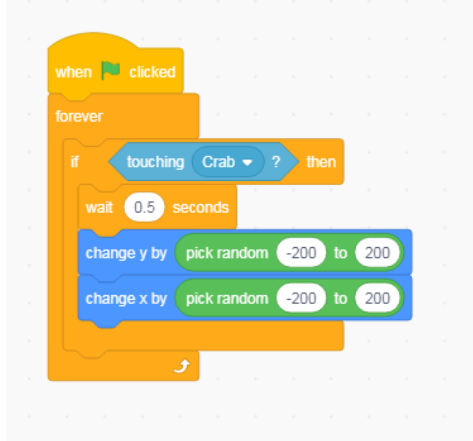 when clicked
forever
if touching Crab ? then
wait 0.5 seconds
change y by pick random -200 to 200
change x by pick random -200 to 200